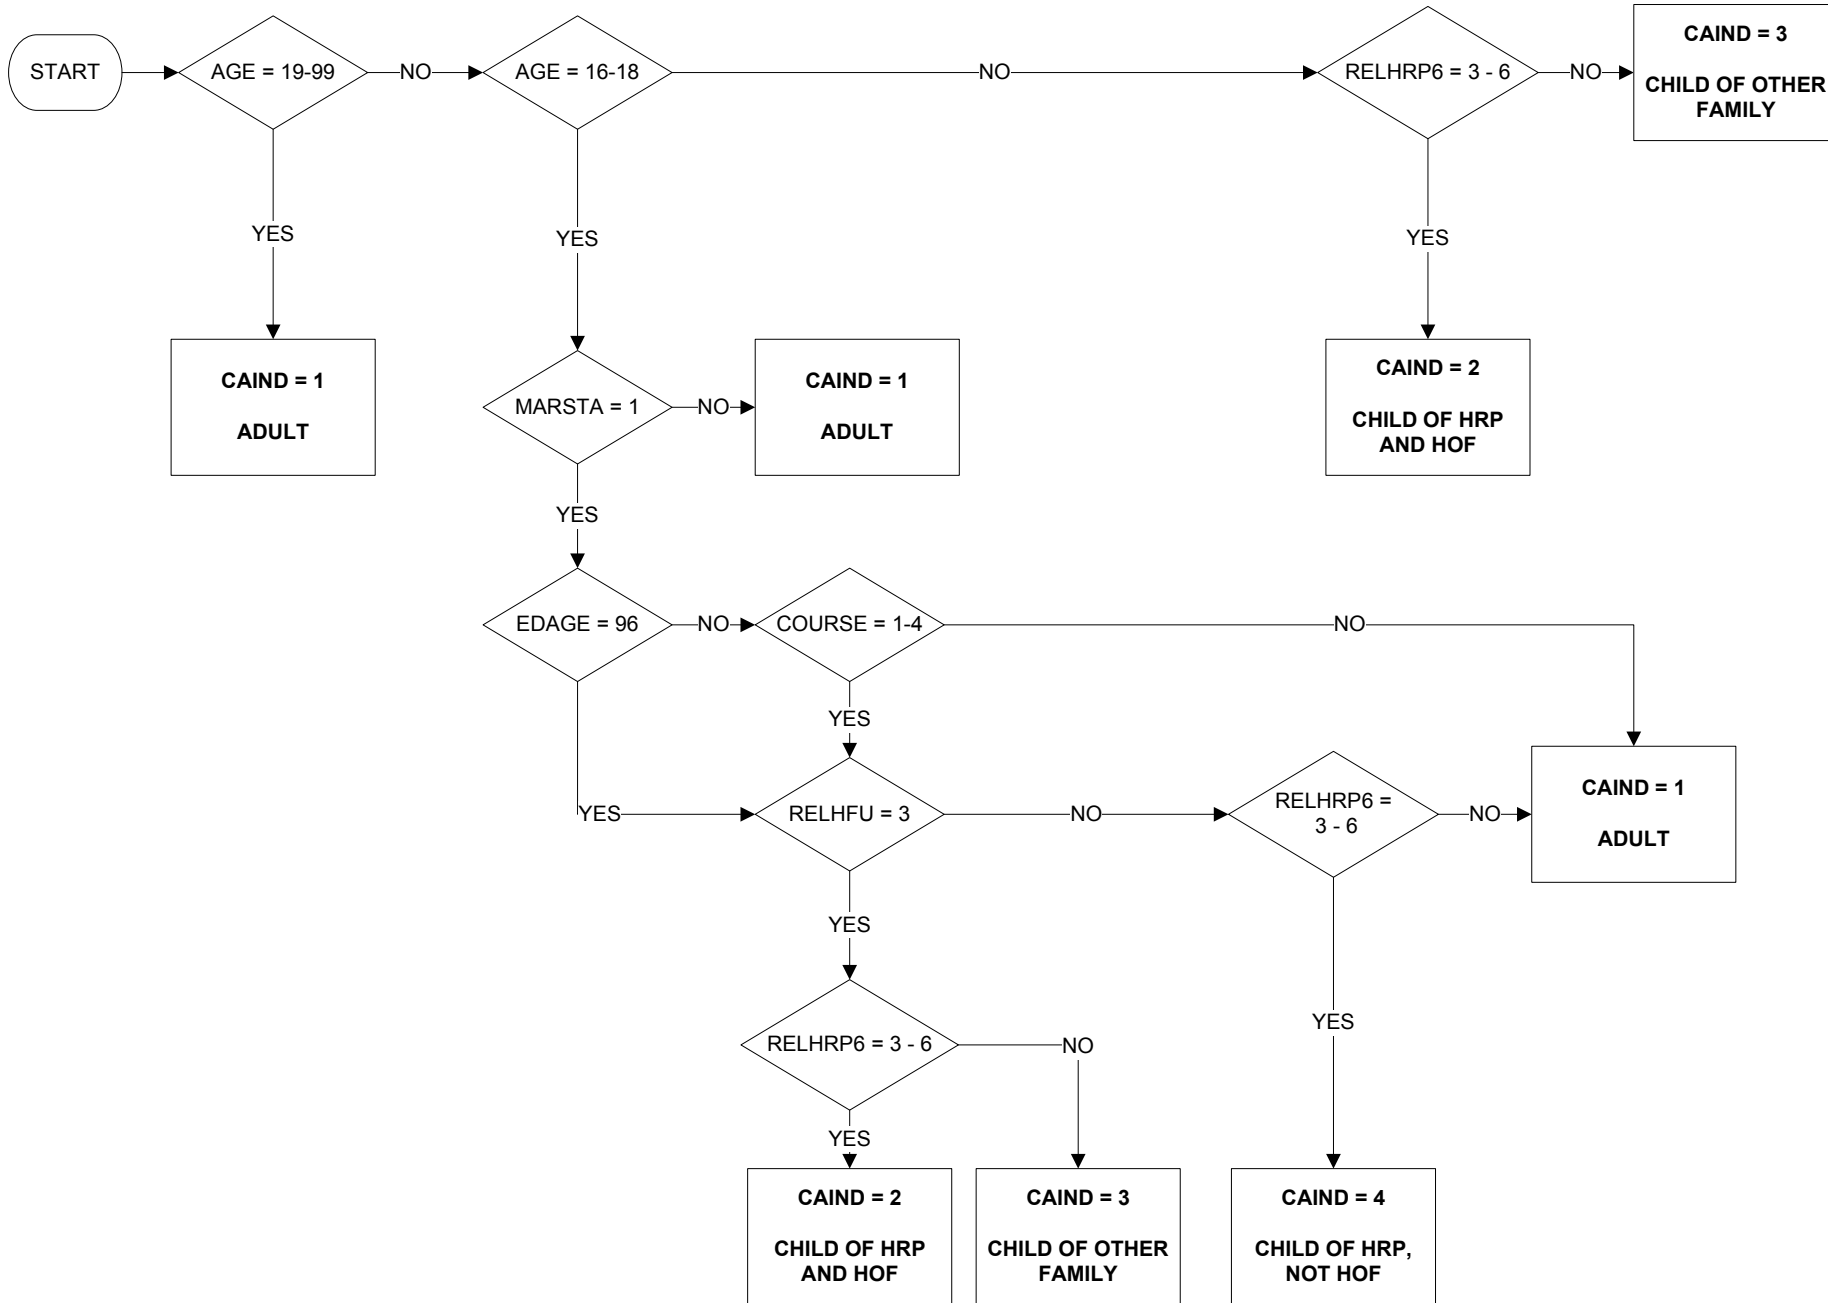 START
AGE = 19-99
NO
AGE = 16-18
NO
RELHRP6 = 3 - 6
NO
CAIND = 3
CHILD OF OTHER
FAMILY
YES
YES
YES
CAIND = 1
ADULT
MARSTA = 1
NO
CAIND = 1
ADULT
CAIND = 2
CHILD OF HRP
AND HOF
YES
EDAGE = 96
NO
COURSE = 1-4
NO
YES
YES
RELHFU = 3
NO
RELHRP6 =
3 - 6
NO
CAIND = 1
ADULT
YES
YES
RELHRP6 = 3 - 6
NO
YES
CAIND = 2
CHILD OF HRP
AND HOF
CAIND = 3
CHILD OF OTHER
FAMILY
CAIND = 4
CHILD OF HRP,
NOT HOF